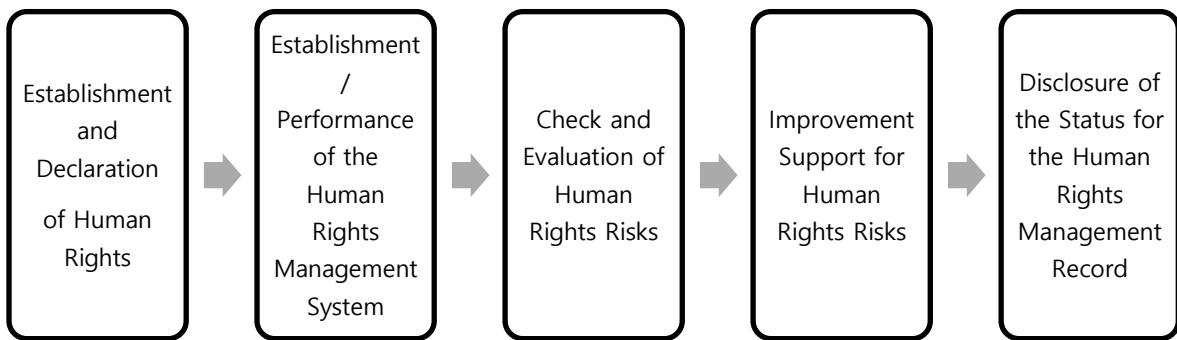 Establishment
and
Declaration
of Human
Rights
Establishment
/
Performance
of the
Human
Rights
Management
System
Check and
Evaluation of
Human
Rights Risks
Improvement
Support for
Human
Rights Risks
Disclosure of
the Status for
the Human
Rights
Management
Record